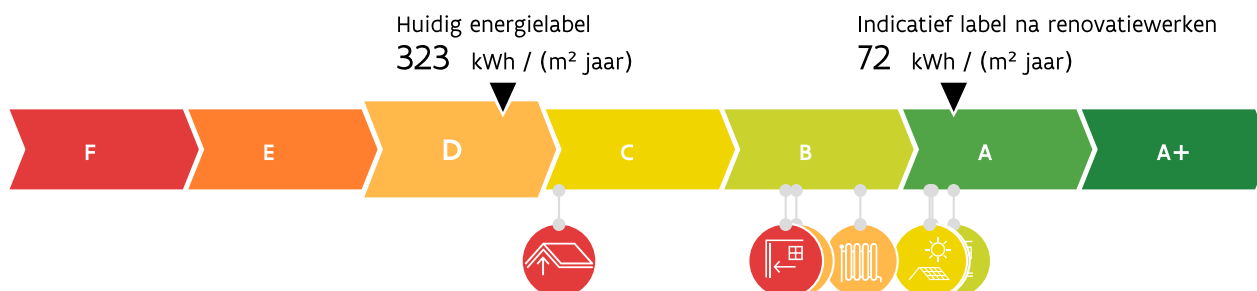 Huidig energielabel
323 kWh / (m² jaar)
Indicatief label na renovatiewerken
72 kWh / (m² jaar)
F E D C B A A+